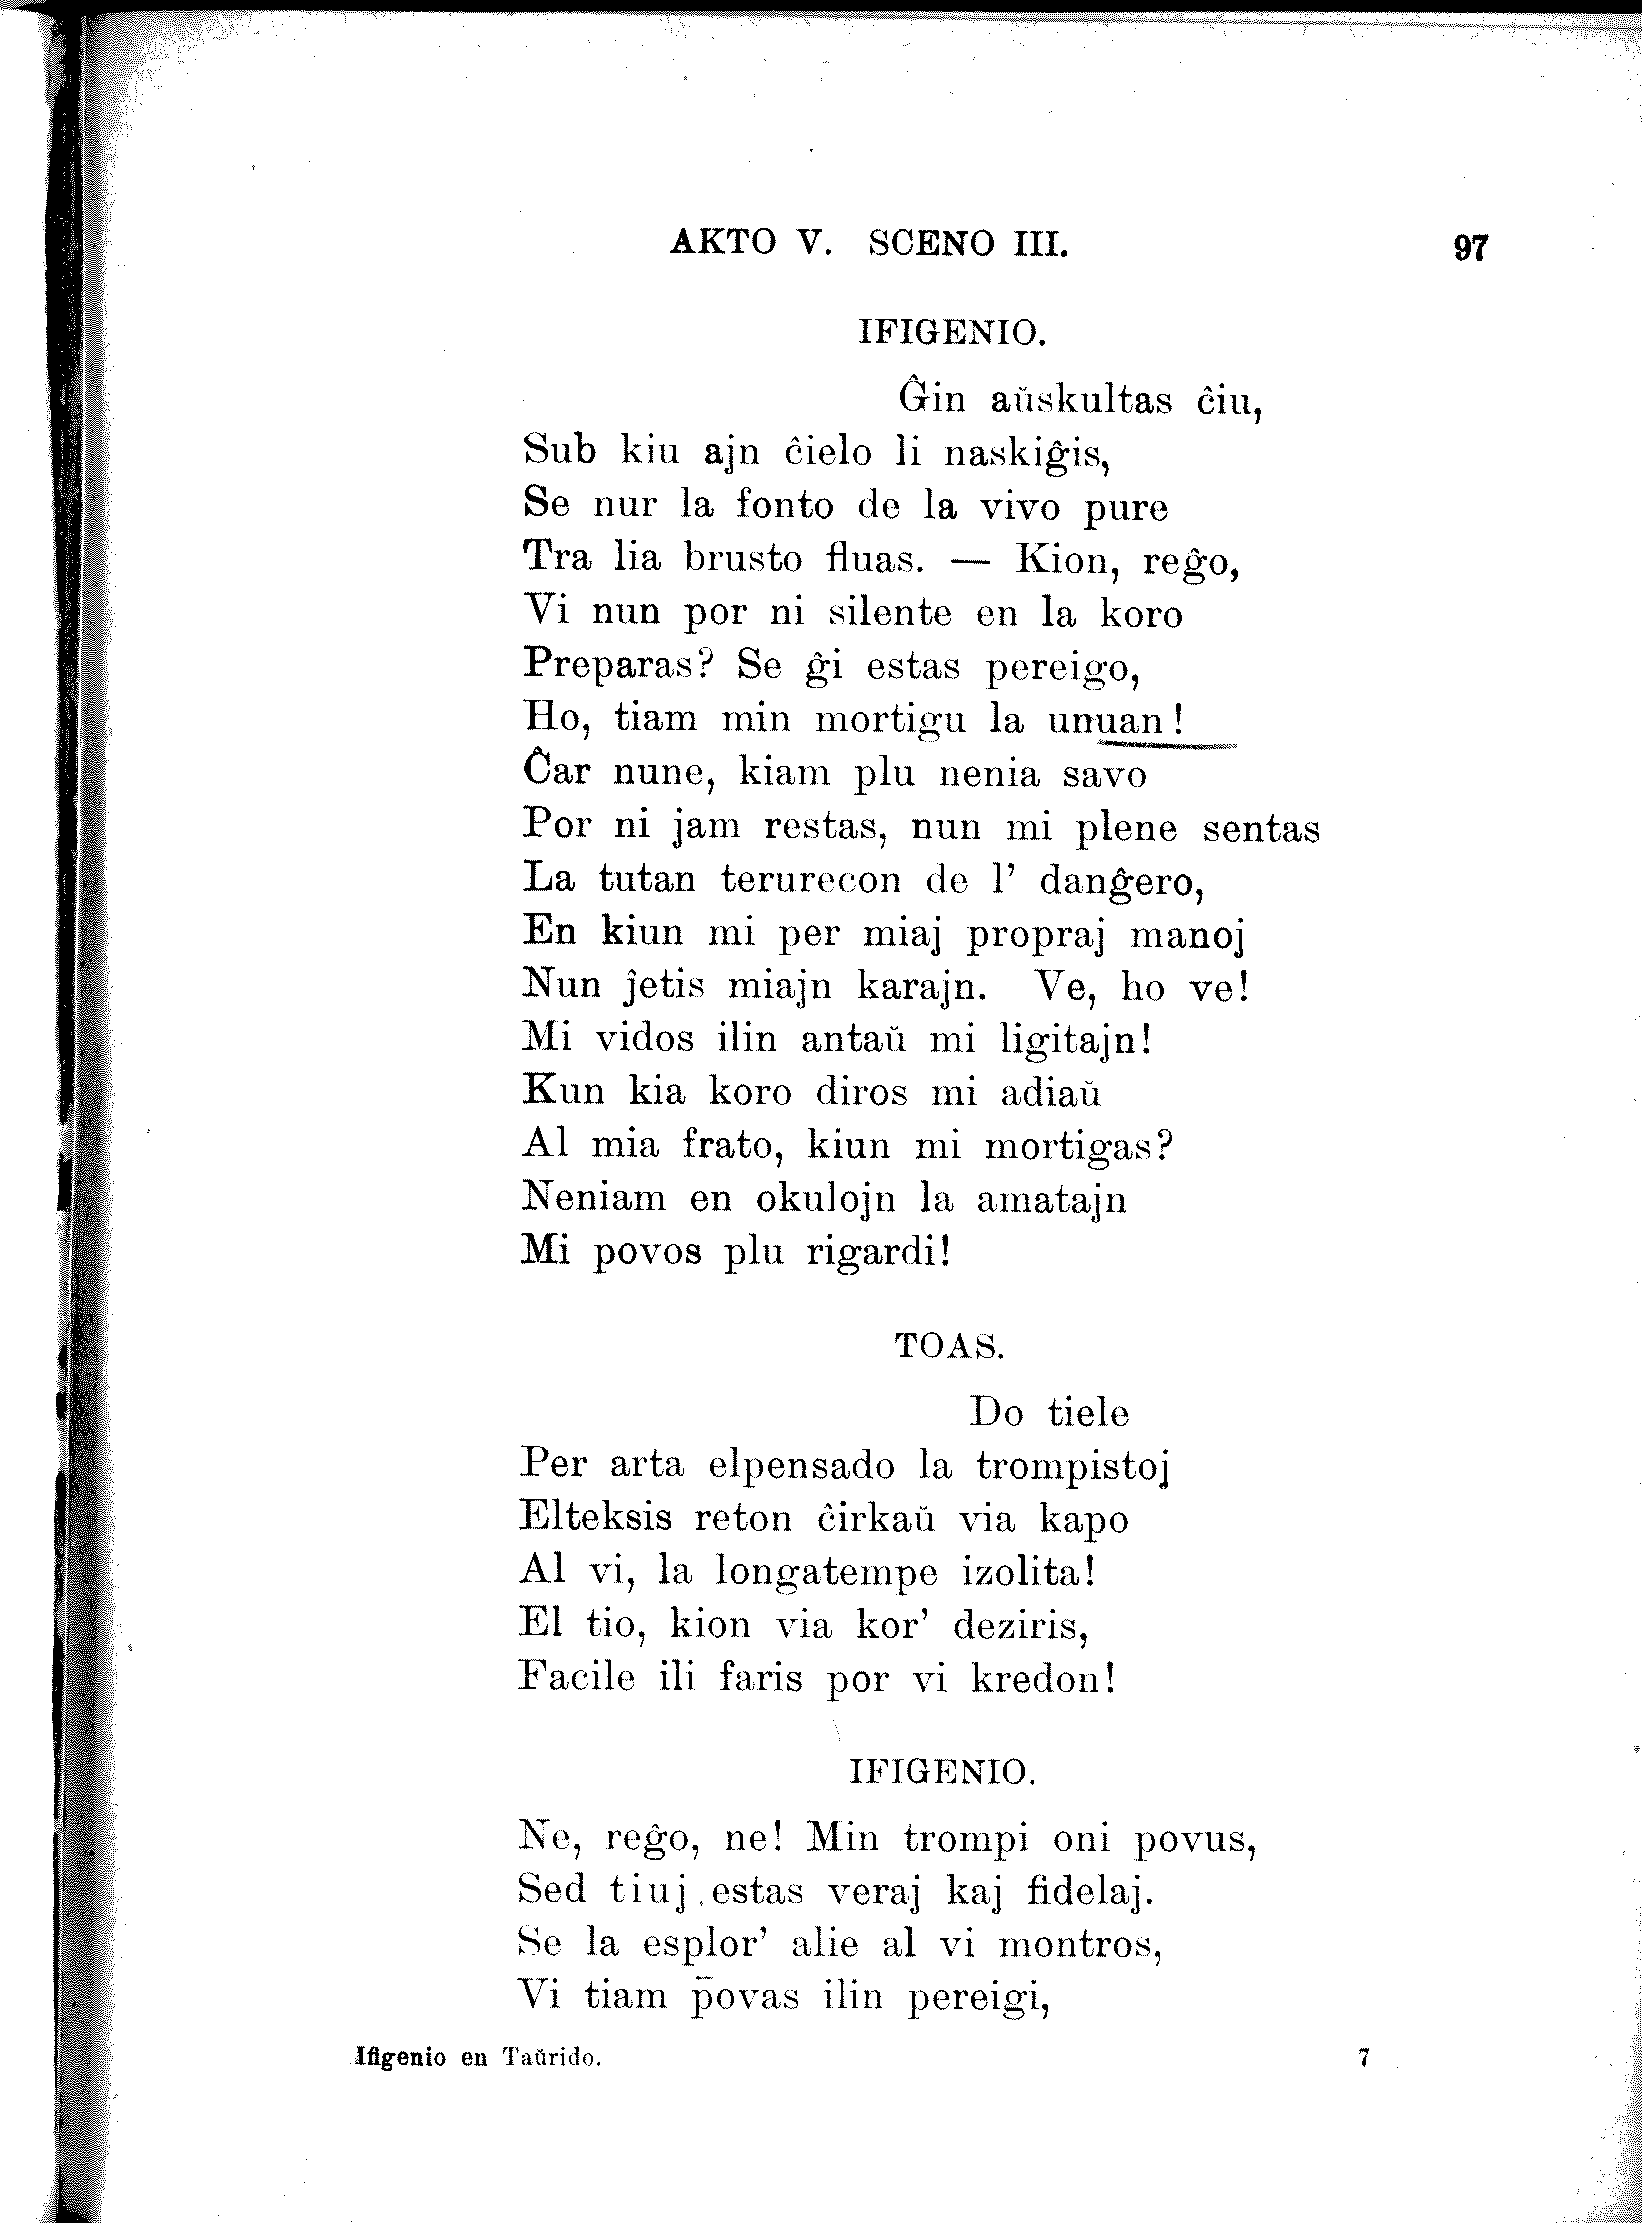 AKTO V. SCENO III. 97
IFIGENIO.
Ĝin aŭskultas ĉiu,
Sub kiu ajn ĉielo li naskiĝis,
Se nur la fonto de la vivo pure
Tra lia brusto fluas. — Kion, reĝo,
Vi nun por ni silente en la koro
Preparas? Se ĝi estas pereigo,
Ho, tiam min mortigu la unuan!
Ĉar nune, kiam plu nenia savo
Por ni jam restas, nun mi plene sentas
La tutan terurecon de l' danĝero,
En kiun mi per miaj propraj manoj
Nun ĵetis miajn karajn. Ve, ho ve!
Mi vidos ilin antaŭ mi ligitajn!
Kun kia koro diros mi adiaŭ
Al mia frato, kiun mi mortigas?
Neniam en okulojn la amatajn
Mi povos plu rigardi!
TOAS.
Do tiele
Per arta elpensado la trompistoj
Elteksis reton ĉirkaŭ via kapo
Al vi, la longatempe izolita!
El tio, kion via kor' deziris,
Facile ili faris por vi kredon!
IFIGENIO.
Ne, reĝo, ne! Min trompi oni povus,
Sed tiuj estas veraj kaj fidelaj.
Se la esplor' alie al vi montros,
Vi tiam povas ilin pereigi,
Ifigenio en Taŭrido. 7